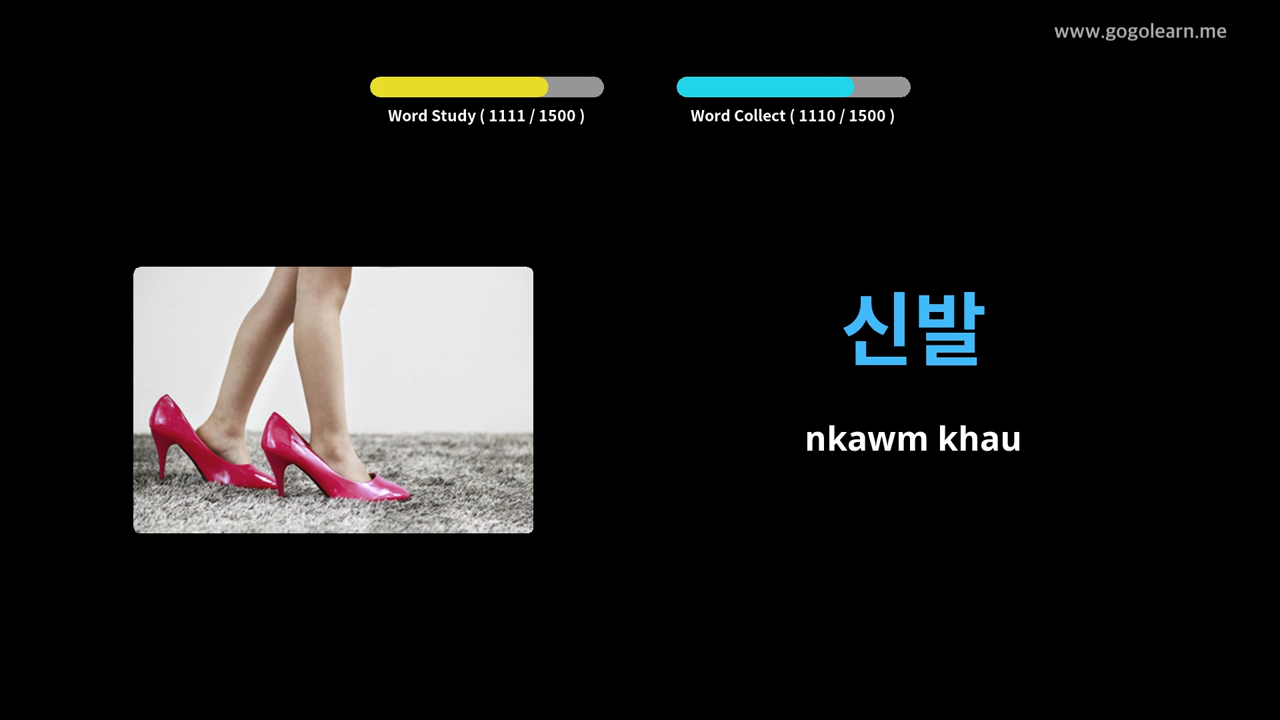 www.gogolearn.me
Word Study ( 1111 / 1500 )
Word Collect ( 1110 / 1500 )
신발
nkawm khau